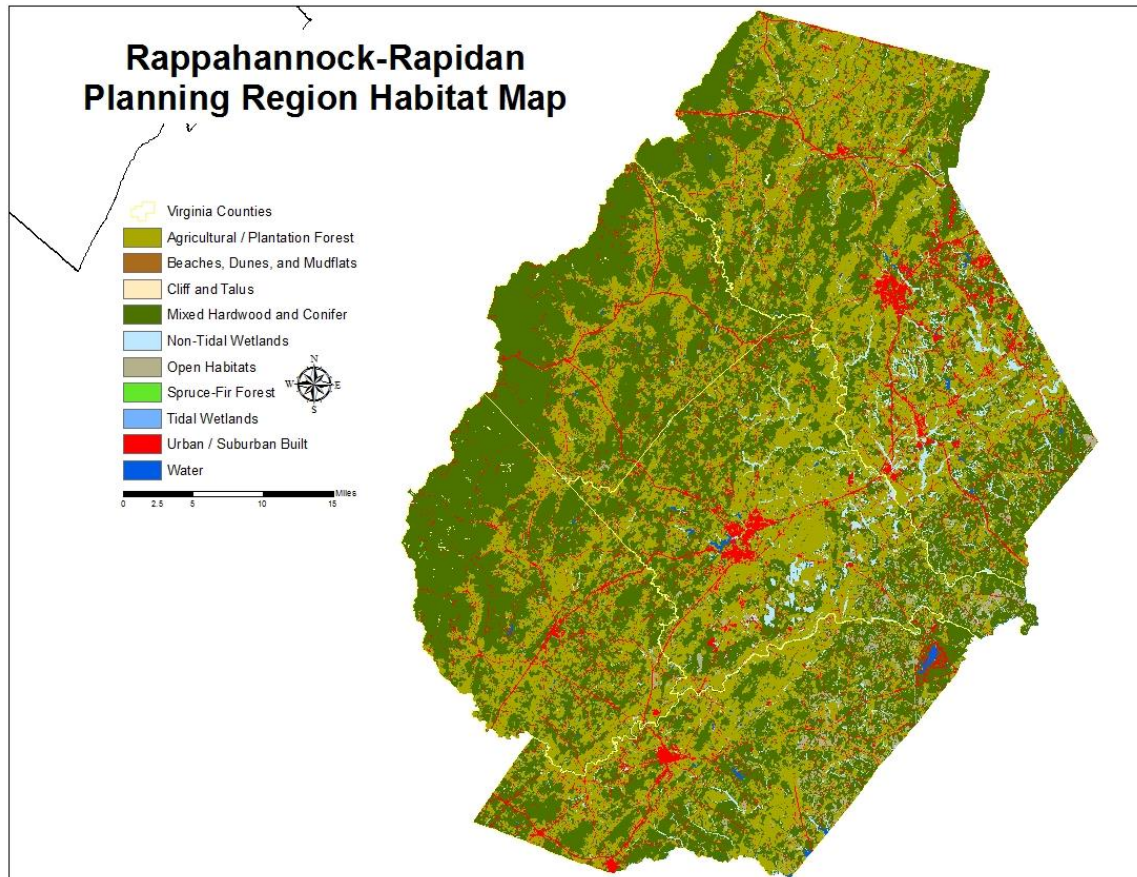 Rappahannock-Rapidan
Planning Region Habitat Map
Virginia Counties
Agricultural / Plantation Forest
Beaches, Dunes, and Mudflats
Cliff and Talus
Mixed Hardwood and Conifer
Non-Tidal Wetlands
Open Habitats
Spruce-Fir Forest
Tidal Wetlands
Urban / Suburban Built
Water
N
W E
S
Miles
0 2.5 5 10 15